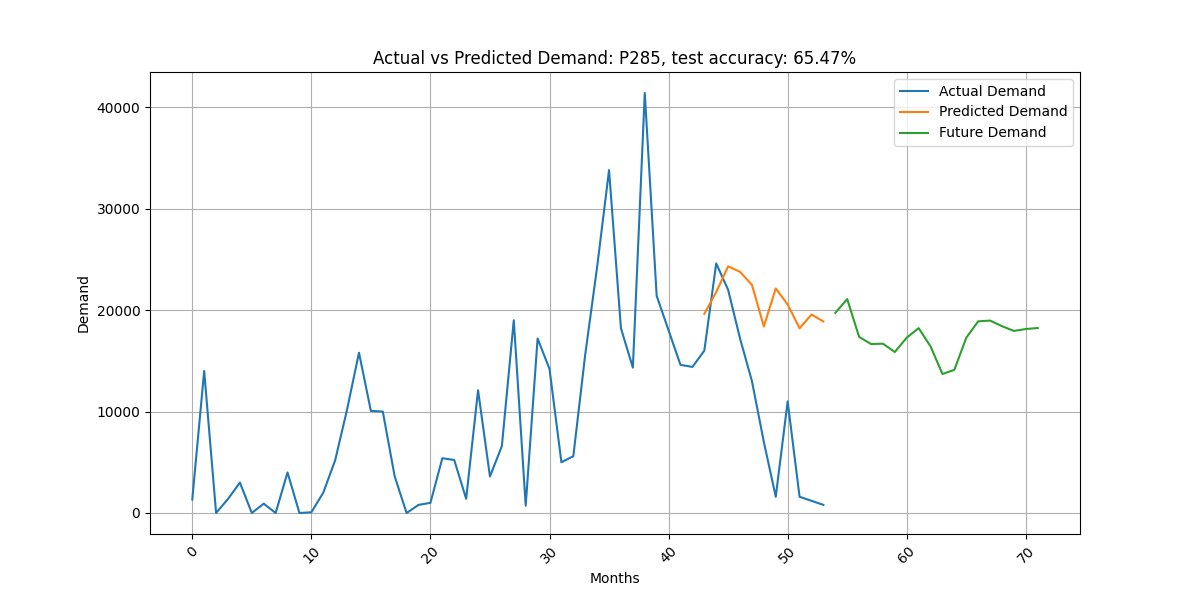 Actual vs Predicted Demand: P285, test accuracy: 65.47%
Actual Demand
Predicted Demand
Future Demand
40000
30000
20000
10000
0
Demand
0
10
20
30
40
50
60
70
Months